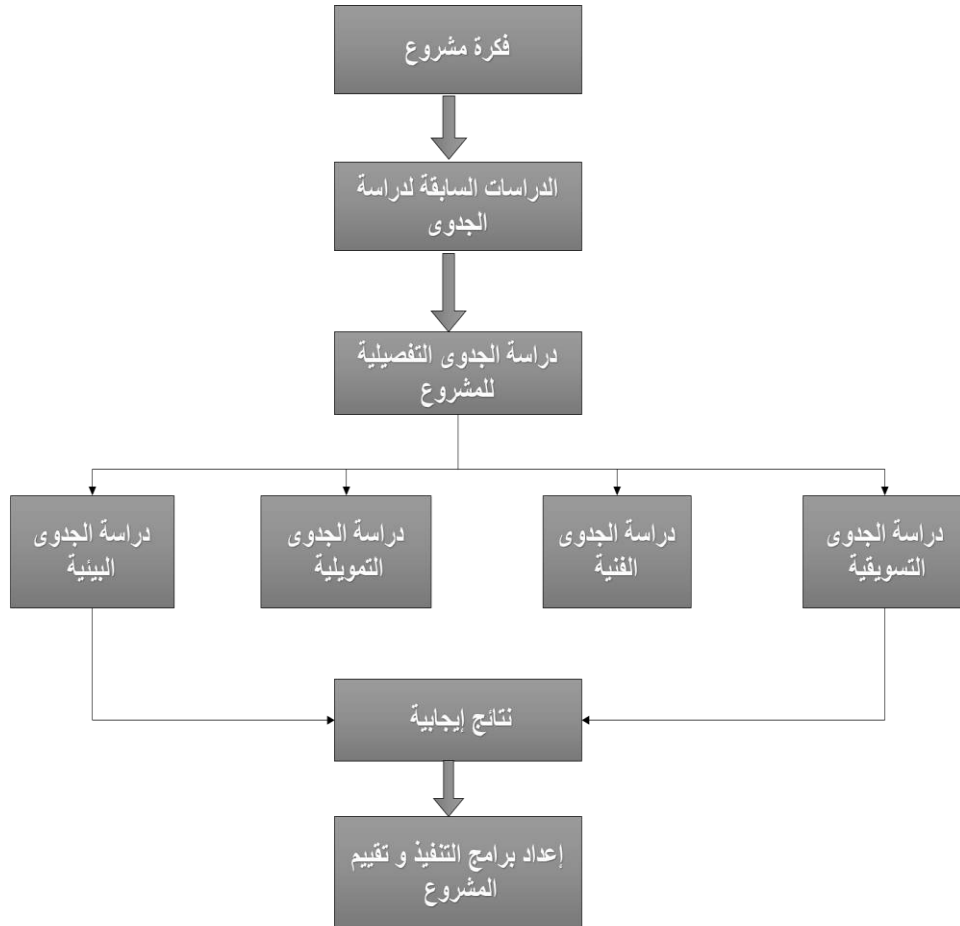 فكرة مشروع
الدراسات السابقة لدراسة
الجدوى
دراسة الجدوى التفصيلية
للمشروع
دراسة الجدوى
التسويقية
دراسة الجدوى
الفنية
دراسة الجدوى
التمويلية
دراسة الجدوى
البيئية
نتائج إيجابية
إعداد برامج التنفيذ و تقييم
المشروع